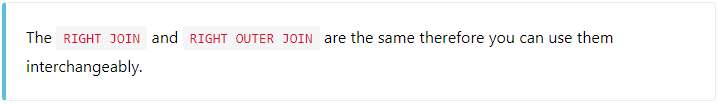 The RIGHT JOIN and RIGHT OUTER JOIN are the same therefore you can use them
interchangeably.